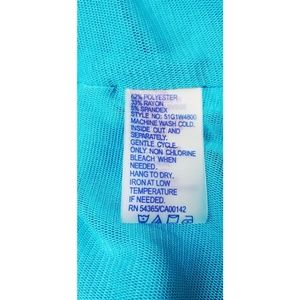 62% POLYESTER
33% RAYON
5% SPANDEX
STYLE NO: 51G1W4800
MACHINE WASH COLD.
INSIDE OUT AND
SEPARATELY.
GENTLE CYCLE.
ONLY NON CHLORINE
BLEACH WHEN
NEEDED.
HANG TO DRY.
IRON AT LOW
TEMPERATURE
IF NEEDED.
RN 54365/CA00142